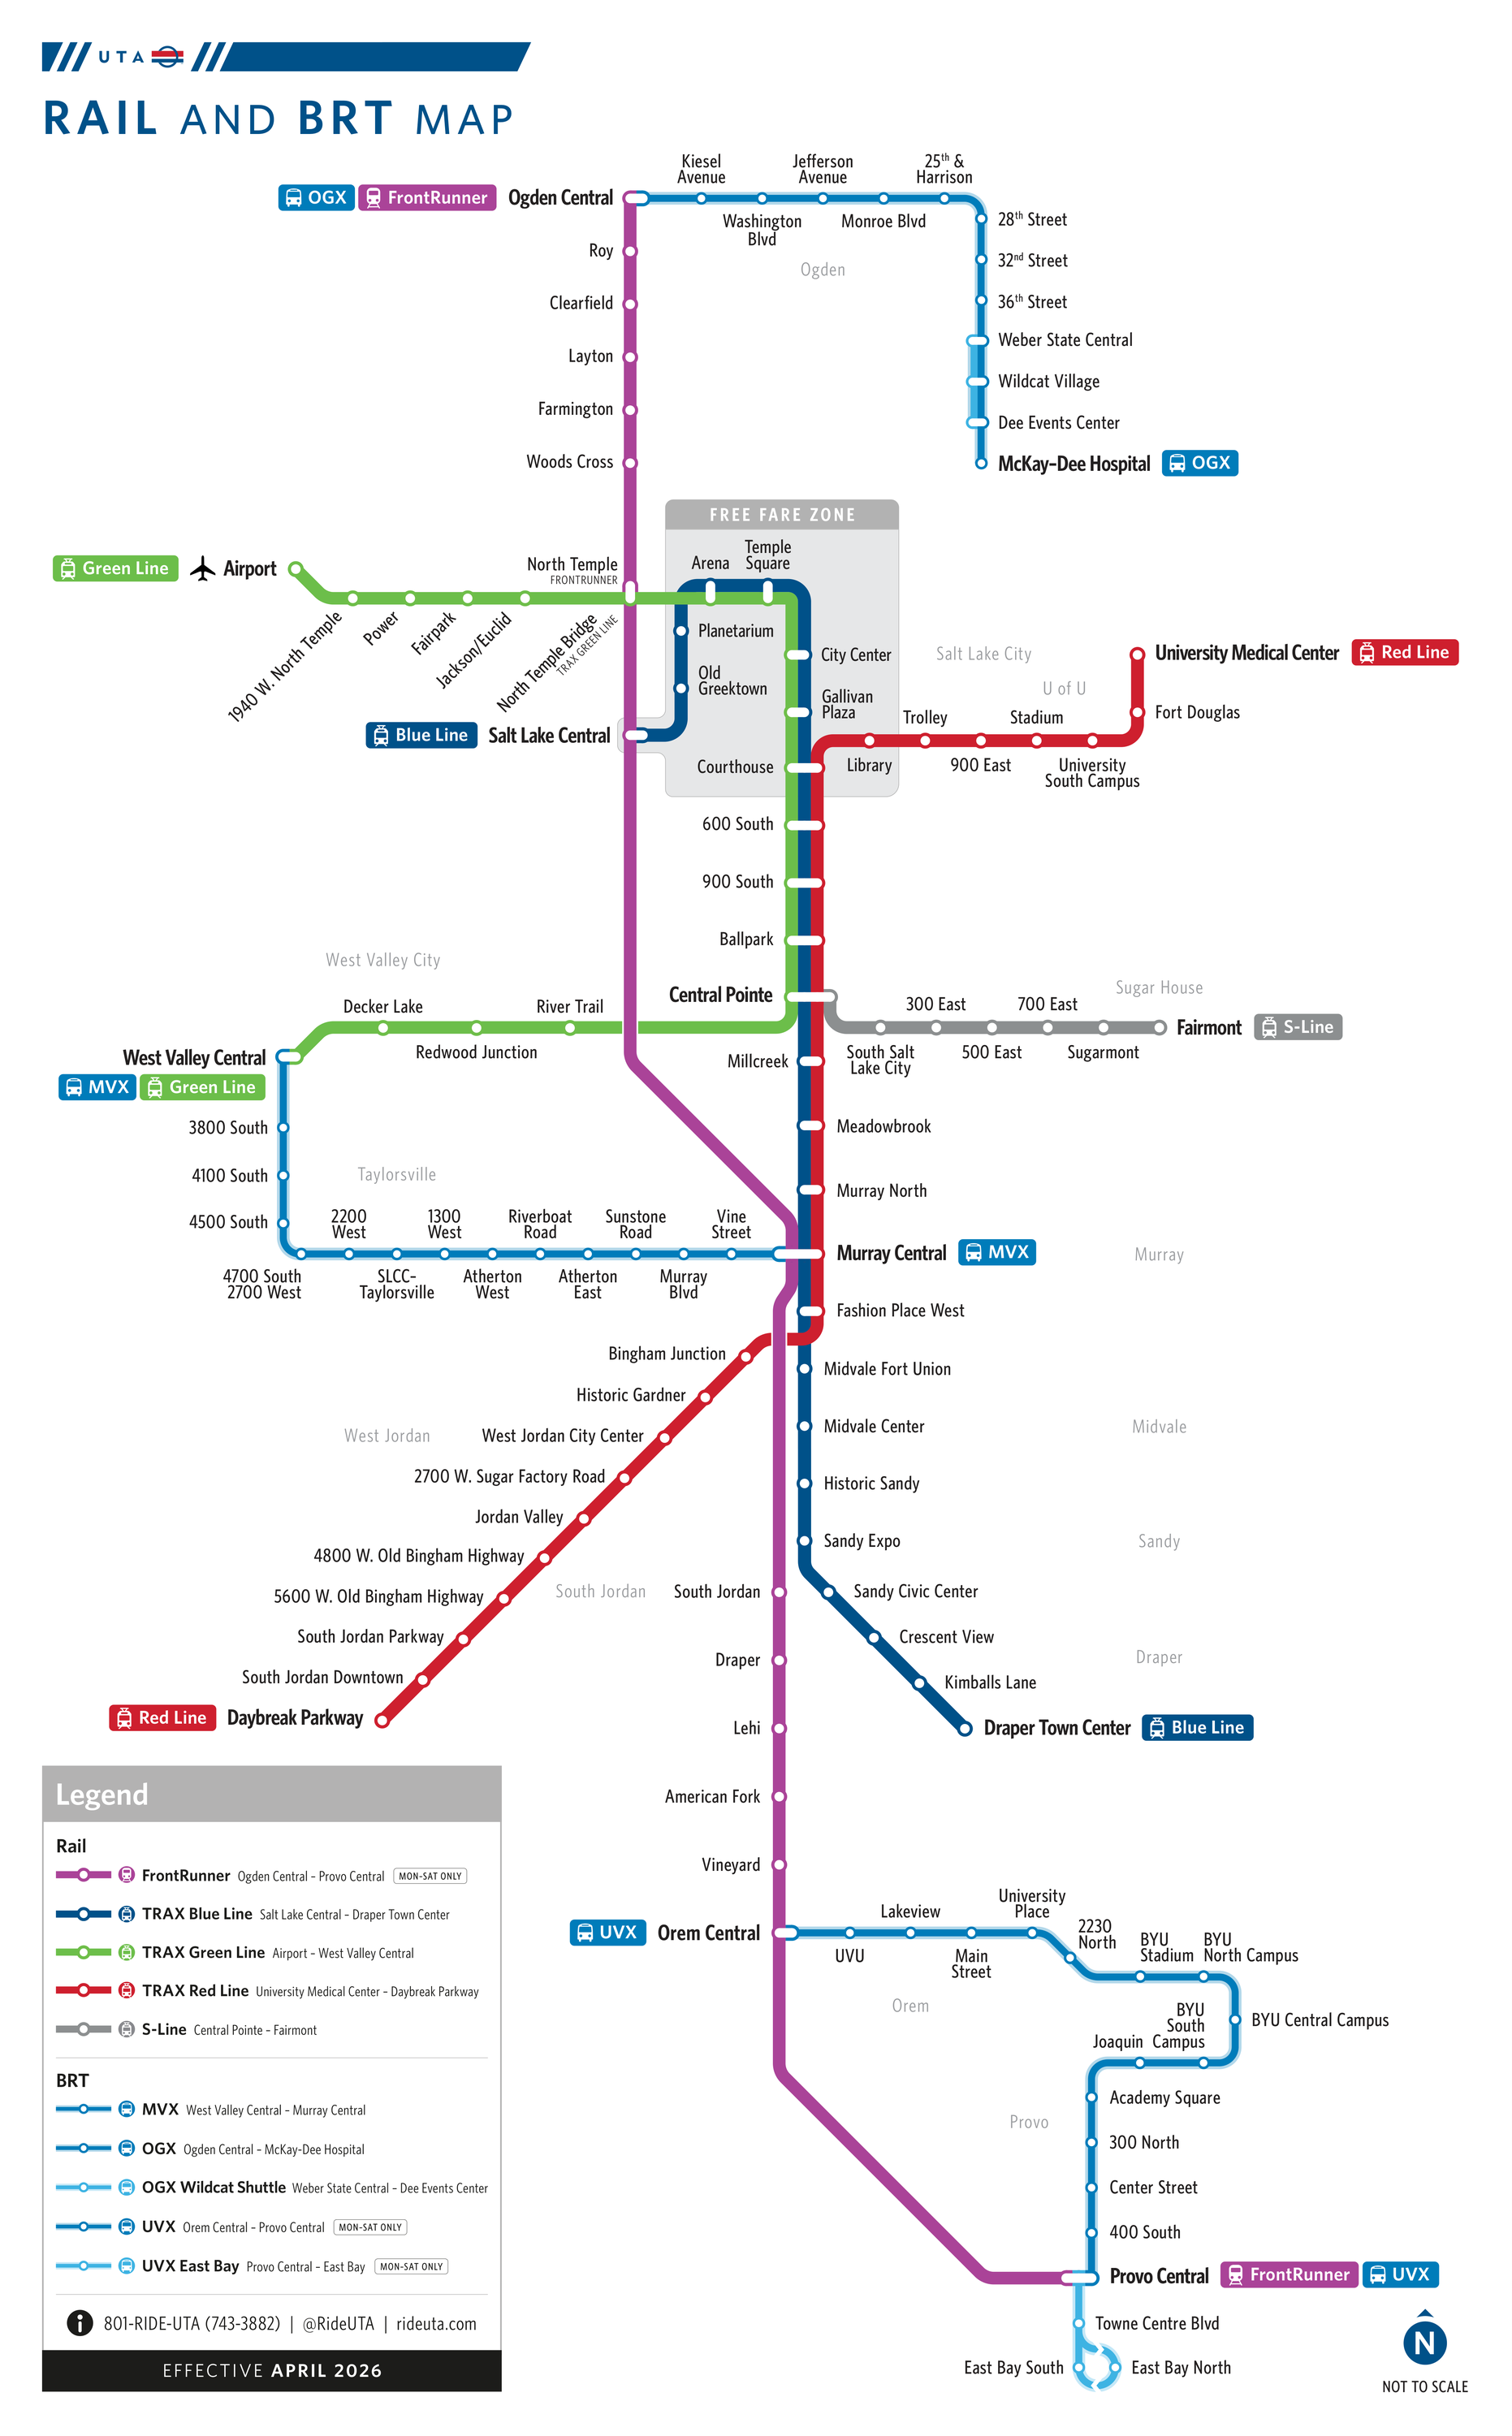 UTA
RAIL AND BRT MAP
OGX
FrontRunner
Ogden Central
Kiesel
Avenue
Washington
Blvd
Jefferson
Avenue
Monroe Blvd
25th &
Harrison
28th Street
32nd Street
36th Street
Weber State Central
Wildcat Village
Dee Events Center
McKay-Dee Hospital
OGX
Ogden
Roy
Clearfield
Layton
Farmington
Woods Cross
FREE FARE ZONE
Green Line
Airport
1940 W. North Temple
Power
Fairpark
Jackson/Euclid
North Temple
FRONTRUNNER
North Temple Bridge
TRAX GREEN LINE
Arena
Temple
Square
Planetarium
Old
Greektown
City Center
Gallivan
Plaza
Blue Line
Salt Lake Central
Courthouse
Library
Trolley
900 East
Stadium
University
South Campus
Fort Douglas
University Medical Center
Red Line
Salt Lake City
U of U
600 South
900 South
Ballpark
Central Pointe
West Valley City
Decker Lake
Redwood Junction
River Trail
West Valley Central
MVX
Green Line
South Salt
Lake City
300 East
500 East
700 East
Sugarmont
Sugar House
Fairmont
S-Line
Millcreek
Meadowbrook
Murray North
3800 South
4100 South
4500 South
Taylorsville
4700 South
2700 West
2200
West
SLCC-
Taylorsville
1300
West
Atherton
West
Riverboat
Road
Atherton
East
Sunstone
Road
Murray
Blvd
Vine
Street
Murray Central
MVX
Murray
Fashion Place West
Bingham Junction
Historic Gardner
West Jordan
West Jordan City Center
2700 W. Sugar Factory Road
Jordan Valley
4800 W. Old Bingham Highway
5600 W. Old Bingham Highway
South Jordan Parkway
South Jordan Downtown
Red Line
Daybreak Parkway
Midvale Fort Union
Midvale Center
Midvale
Historic Sandy
Sandy Expo
Sandy
Sandy Civic Center
Crescent View
Draper
Kimballs Lane
Draper Town Center
Blue Line
South Jordan
South Jordan
Draper
Lehi
American Fork
Vineyard
UVX
Orem Central
UVU
Lakeview
Main
Street
University
Place
2230
North
BYU
Stadium
BYU
North Campus
BYU Central Campus
BYU
South
Campus
Joaquin
Orem
Academy Square
Provo
300 North
Center Street
400 South
Provo Central
FrontRunner
UVX
Towne Centre Blvd
East Bay South
East Bay North
Legend
Rail
FrontRunner Ogden Central – Provo Central MON-SAT ONLY
TRAX Blue Line Salt Lake Central – Draper Town Center
TRAX Green Line Airport – West Valley Central
TRAX Red Line University Medical Center – Daybreak Parkway
S-Line Central Pointe – Fairmont
BRT
MVX West Valley Central – Murray Central
OGX Ogden Central – McKay-Dee Hospital
OGX Wildcat Shuttle Weber State Central – Dee Events Center
UVX Orem Central – Provo Central MON-SAT ONLY
UVX East Bay Provo Central – East Bay MON-SAT ONLY
801-RIDE-UTA (743-3882) | @RideUTA | rideuta.com
EFFECTIVE APRIL 2026
N
NOT TO SCALE